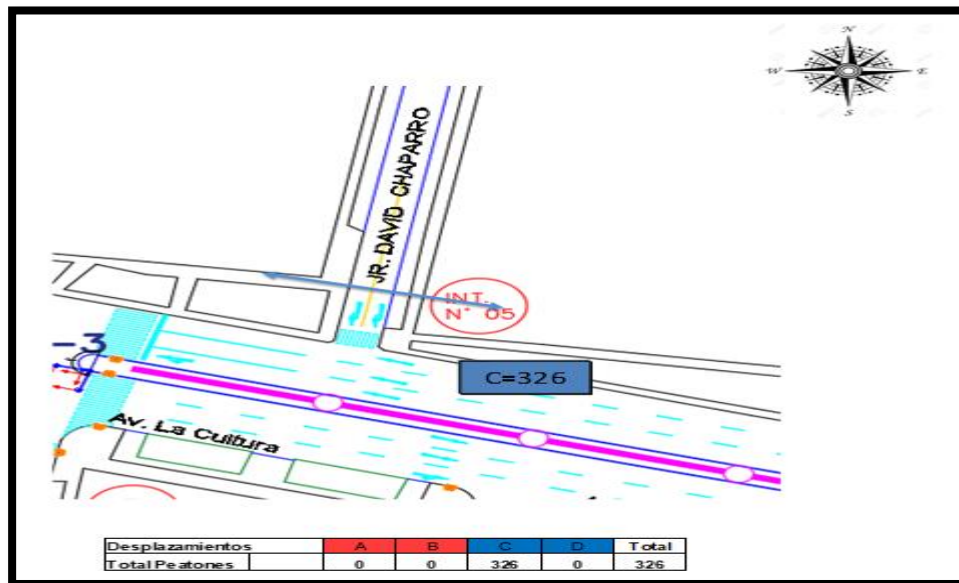 N
W E
S
JR. DAVID CHAPARRO
INT.
N° 05
-3
C=326
Av. La Cultura
Desplazamientos A B C D Total
Total Peatones 0 0 326 0 326